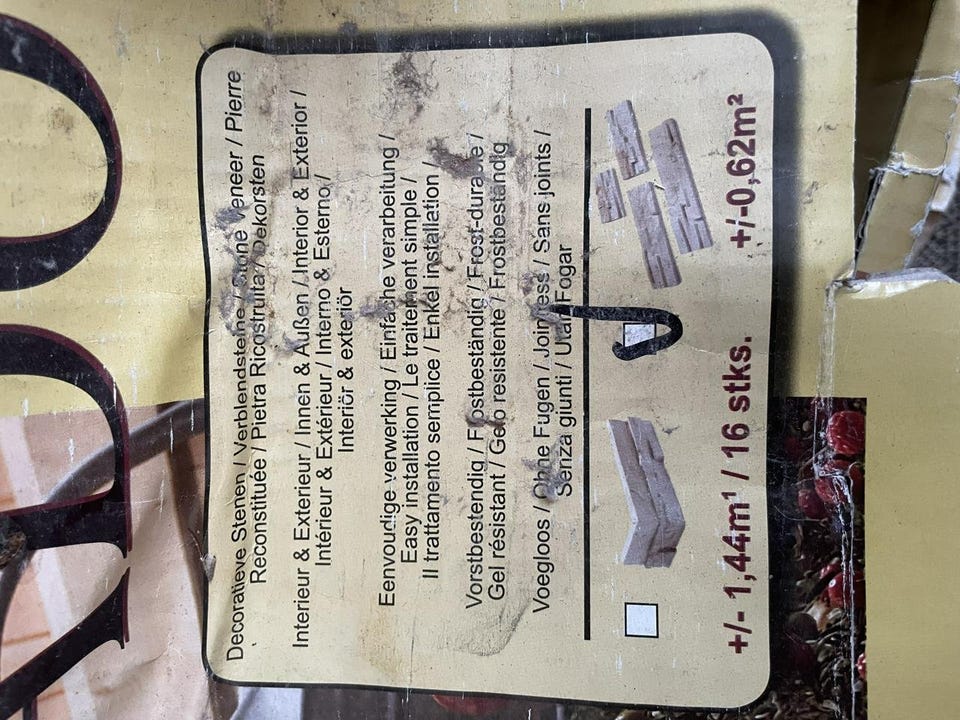 Decoratieve Stenen / Verblendsteine / Stone Veneer / Pierre
Reconstituée / Pietra Ricostruita / Dekorsten
Interieur & Exterieur / Innen & Außen / Interior & Exterior /
Intérieur & Extérieur / Interno & Esterno /
Interiör & exteriör
Eenvoudige verwerking / Einfache verarbeitung /
Easy installation / Le traitement simple /
Il trattamento semplice / Enkel Installation /
Vorstbestendig / Frostbeständig / Frost-durable /
Gel résistant / Gelo resistente / Frostbeständig
Voegloos / Ohne Fugen / Jointless / Sans joints /
Senza giunti / Utan Fogar
+/- 1,44m¹ / 16 stks. +/-0,62m²